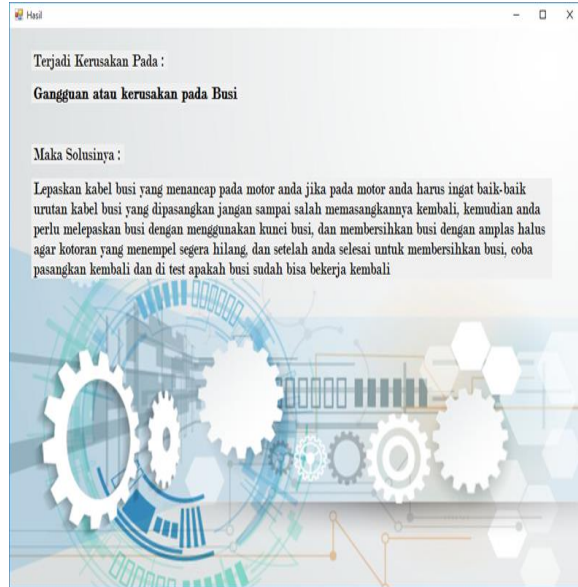 Hasil
Terjadi Kerusakan Pada :
Gangguan atau kerusakan pada Busi
Maka Solusinya :
Lepaskan kabel busi yang menancap pada motor anda jika pada motor anda harus ingat baik-baik
urutan kabel busi yang dipasangkan jangan sampai salah memasangkannya kembali, kemudian anda
perlu melepaskan busi dengan menggunakan kunci busi, dan membersihkan busi dengan amplas halus
agar kotoran yang menempel segera hilang, dan setelah anda selesai untuk membersihkan busi, coba
pasangkan kembali dan di test apakah busi sudah bisa bekerja kembali